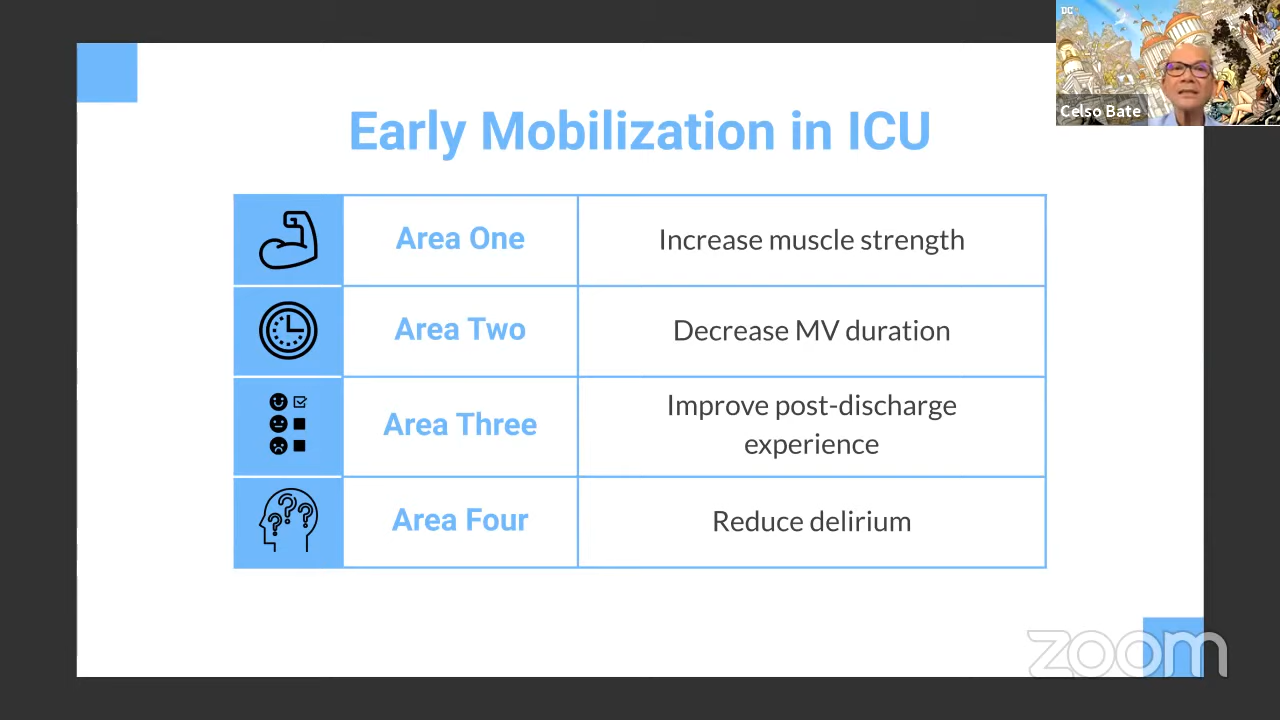 DC
Celso Bate
Early Mobilization in ICU
Area One
Increase muscle strength
Area Two
Decrease MV duration
Area Three
Improve post-discharge
experience
Area Four
Reduce delirium
zoom